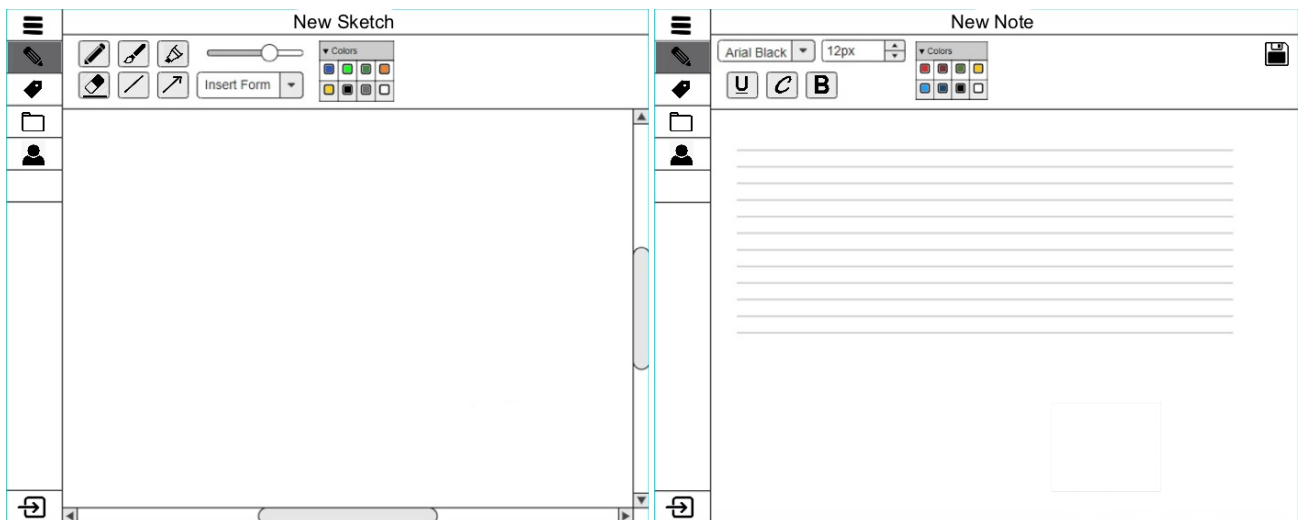 New Sketch
▾ Colors
Insert Form
New Note
Arial Black
12px
▾ Colors
U C B